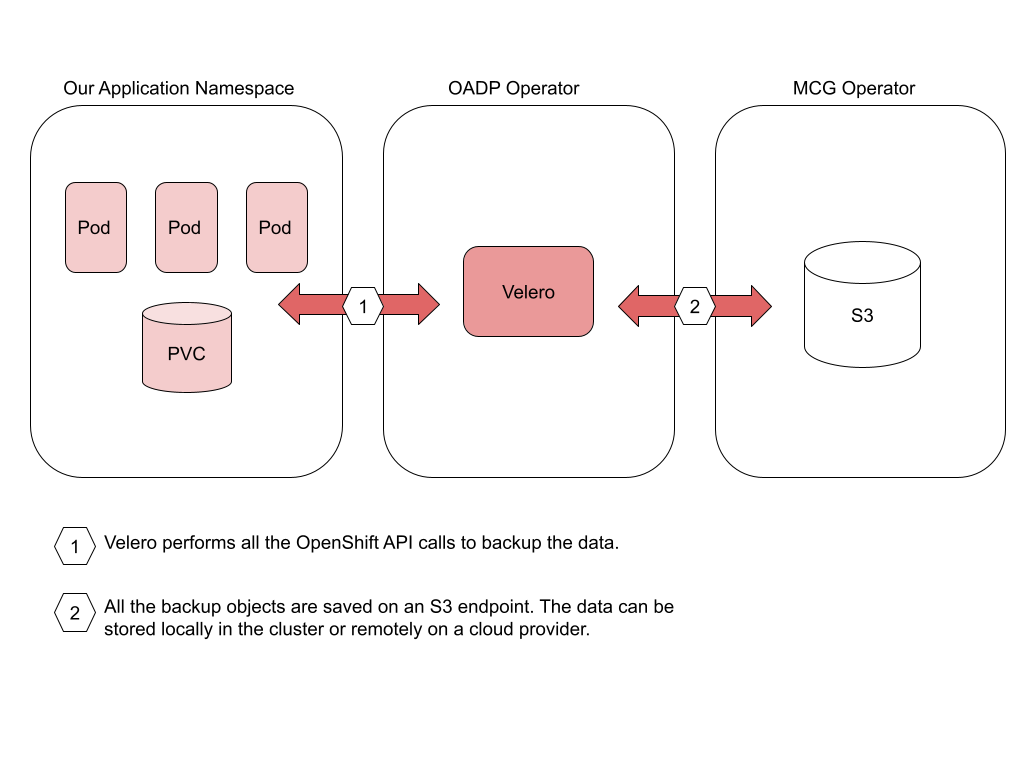 Our Application Namespace
OADP Operator
MCG Operator
Pod
Pod
Pod
Velero
1
2
S3
PVC
1
Velero performs all the OpenShift API calls to backup the data.
2
All the backup objects are saved on an S3 endpoint. The data can be
stored locally in the cluster or remotely on a cloud provider.